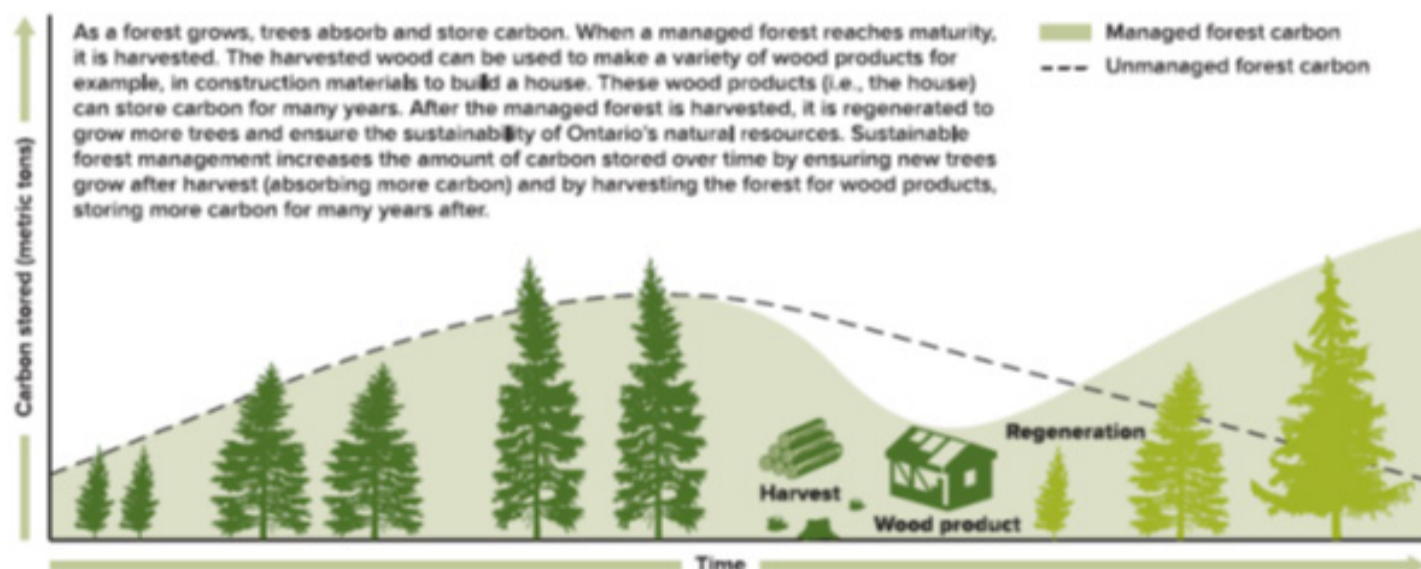 As a forest grows, trees absorb and store carbon. When a managed forest reaches maturity,
it is harvested. The harvested wood can be used to make a variety of wood products for
example, in construction materials to build a house. These wood products (i.e., the house)
can store carbon for many years. After the managed forest is harvested, it is regenerated to
grow more trees and ensure the sustainability of Ontario's natural resources. Sustainable
forest management increases the amount of carbon stored over time by ensuring new trees
grow after harvest (absorbing more carbon) and by harvesting the forest for wood products,
storing more carbon for many years after.
Managed forest carbon
Unmanaged forest carbon
Carbon stored (metric tons)
Regeneration
Harvest
Wood product
Time